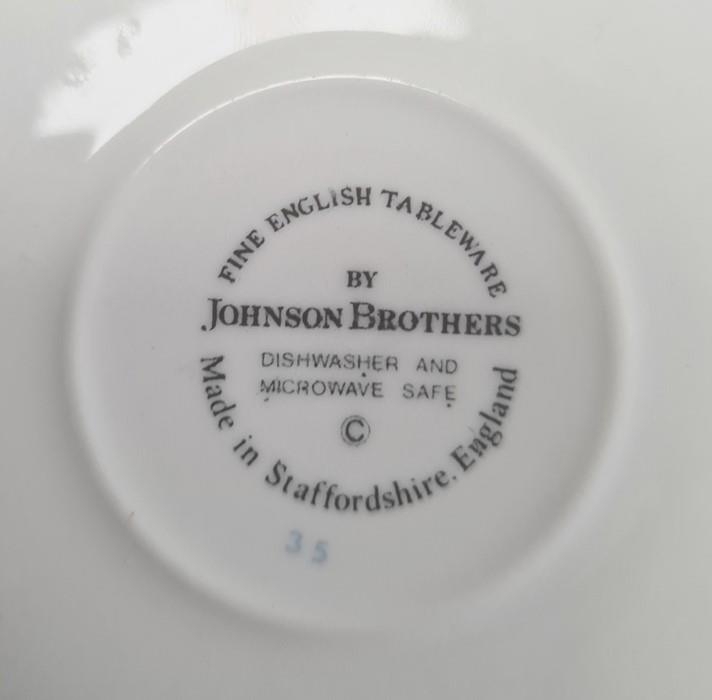 FINE ENGLISH TABLEWARE
BY
JOHNSON BROTHERS
DISHWASHER AND
MICROWAVE SAFE
©
Made in Staffordshire. England
35